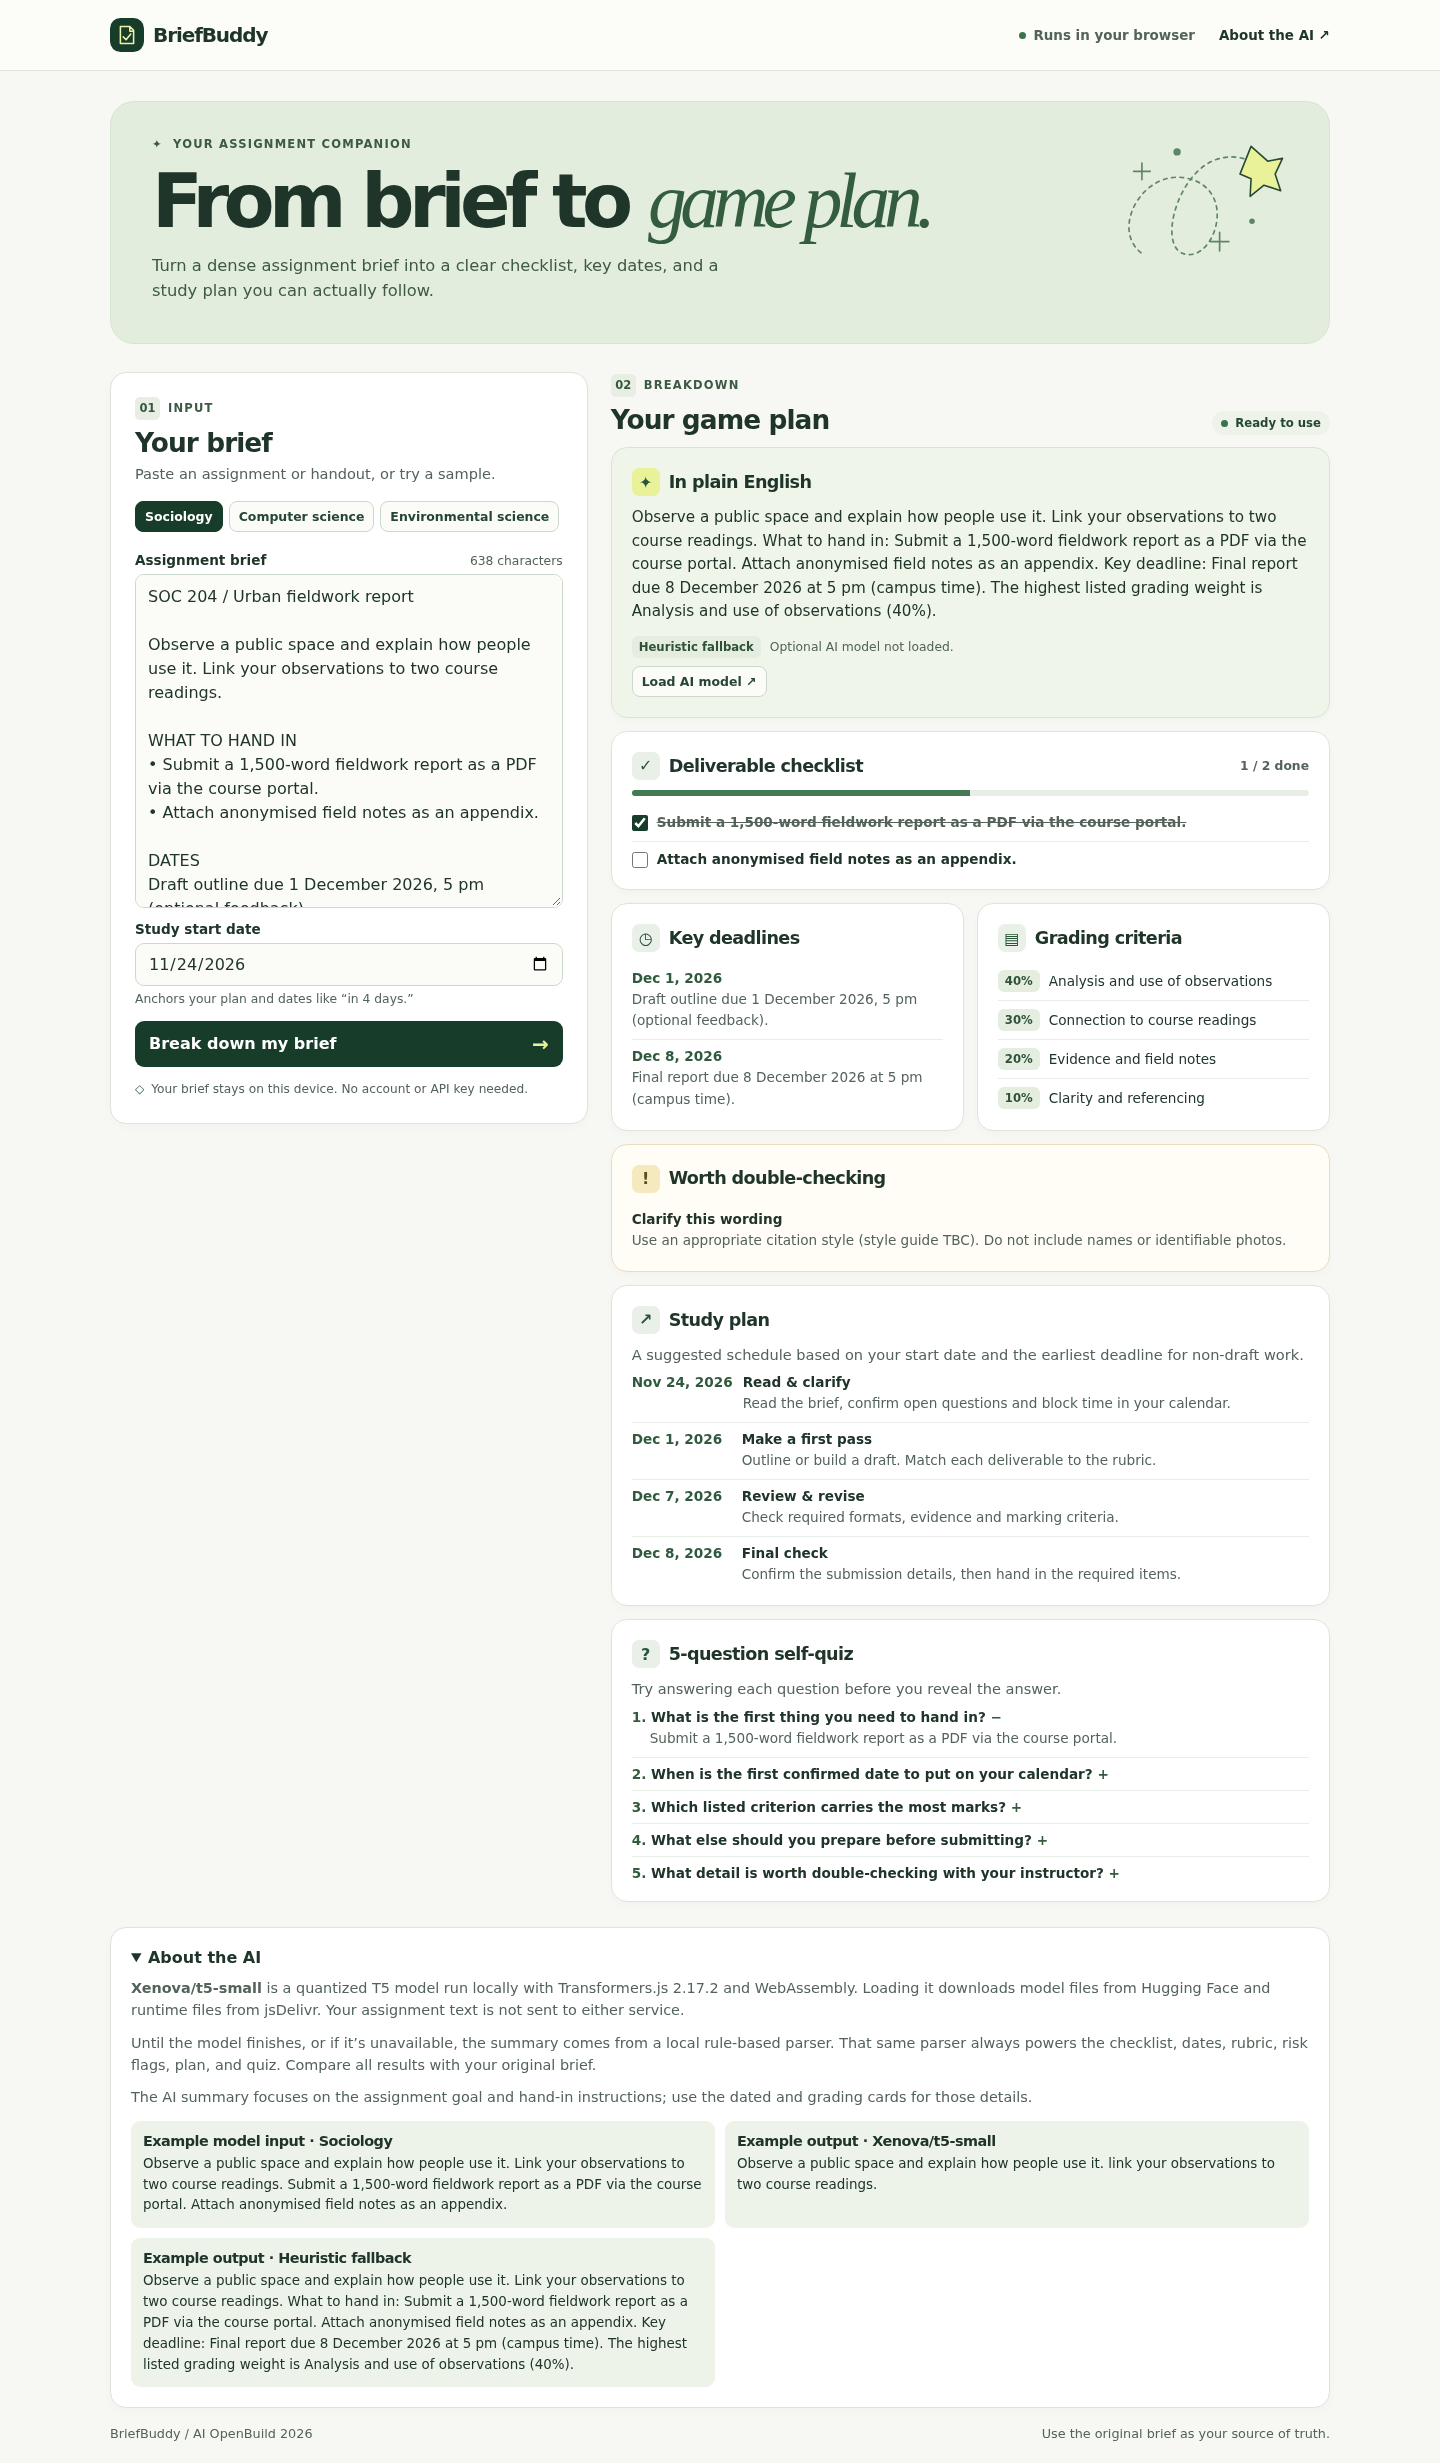 BriefBuddy
Runs in your browser
About the AI ↗
✦ YOUR ASSIGNMENT COMPANION
From brief to game plan.
Turn a dense assignment brief into a clear checklist, key dates, and a
study plan you can actually follow.
01 INPUT
Your brief
Paste an assignment or handout, or try a sample.
Sociology
Computer science
Environmental science
Assignment brief
638 characters
SOC 204 / Urban fieldwork report
Observe a public space and explain how people
use it. Link your observations to two course
readings.
WHAT TO HAND IN
• Submit a 1,500-word fieldwork report as a PDF
via the course portal.
• Attach anonymised field notes as an appendix.
DATES
Draft outline due 1 December 2026, 5 pm
(optional feedback)
Study start date
11/24/2026
Anchors your plan and dates like “in 4 days.”
Break down my brief →
◇ Your brief stays on this device. No account or API key needed.
02 BREAKDOWN
Your game plan
Ready to use
✦ In plain English
Observe a public space and explain how people use it. Link your observations to two
course readings. What to hand in: Submit a 1,500-word fieldwork report as a PDF via the
course portal. Attach anonymised field notes as an appendix. Key deadline: Final report
due 8 December 2026 at 5 pm (campus time). The highest listed grading weight is
Analysis and use of observations (40%).
Heuristic fallback
Optional AI model not loaded.
Load AI model ↗
✓ Deliverable checklist
1 / 2 done
Submit a 1,500-word fieldwork report as a PDF via the course portal.
Attach anonymised field notes as an appendix.
Key deadlines
Dec 1, 2026
Draft outline due 1 December 2026, 5 pm
(optional feedback).
Dec 8, 2026
Final report due 8 December 2026 at 5 pm
(campus time).
Grading criteria
40% Analysis and use of observations
30% Connection to course readings
20% Evidence and field notes
10% Clarity and referencing
! Worth double-checking
Clarify this wording
Use an appropriate citation style (style guide TBC). Do not include names or identifiable photos.
↗ Study plan
A suggested schedule based on your start date and the earliest deadline for non-draft work.
Nov 24, 2026 Read & clarify
Read the brief, confirm open questions and block time in your calendar.
Dec 1, 2026 Make a first pass
Outline or build a draft. Match each deliverable to the rubric.
Dec 7, 2026 Review & revise
Check required formats, evidence and marking criteria.
Dec 8, 2026 Final check
Confirm the submission details, then hand in the required items.
? 5-question self-quiz
Try answering each question before you reveal the answer.
1. What is the first thing you need to hand in? −
Submit a 1,500-word fieldwork report as a PDF via the course portal.
2. When is the first confirmed date to put on your calendar? +
3. Which listed criterion carries the most marks? +
4. What else should you prepare before submitting? +
5. What detail is worth double-checking with your instructor? +
▼ About the AI
Xenova/t5-small is a quantized T5 model run locally with Transformers.js 2.17.2 and WebAssembly. Loading it downloads model files from Hugging Face and
runtime files from jsDelivr. Your assignment text is not sent to either service.
Until the model finishes, or if it’s unavailable, the summary comes from a local rule-based parser. That same parser always powers the checklist, dates, rubric, risk
flags, plan, and quiz. Compare all results with your original brief.
The AI summary focuses on the assignment goal and hand-in instructions; use the dated and grading cards for those details.
Example model input · Sociology
Observe a public space and explain how people use it. Link your observations to
two course readings. Submit a 1,500-word fieldwork report as a PDF via the course
portal. Attach anonymised field notes as an appendix.
Example output · Xenova/t5-small
Observe a public space and explain how people use it. link your observations to
two course readings.
Example output · Heuristic fallback
Observe a public space and explain how people use it. Link your observations to
two course readings. What to hand in: Submit a 1,500-word fieldwork report as a
PDF via the course portal. Attach anonymised field notes as an appendix. Key
deadline: Final report due 8 December 2026 at 5 pm (campus time). The highest
listed grading weight is Analysis and use of observations (40%).
BriefBuddy / AI OpenBuild 2026
Use the original brief as your source of truth.